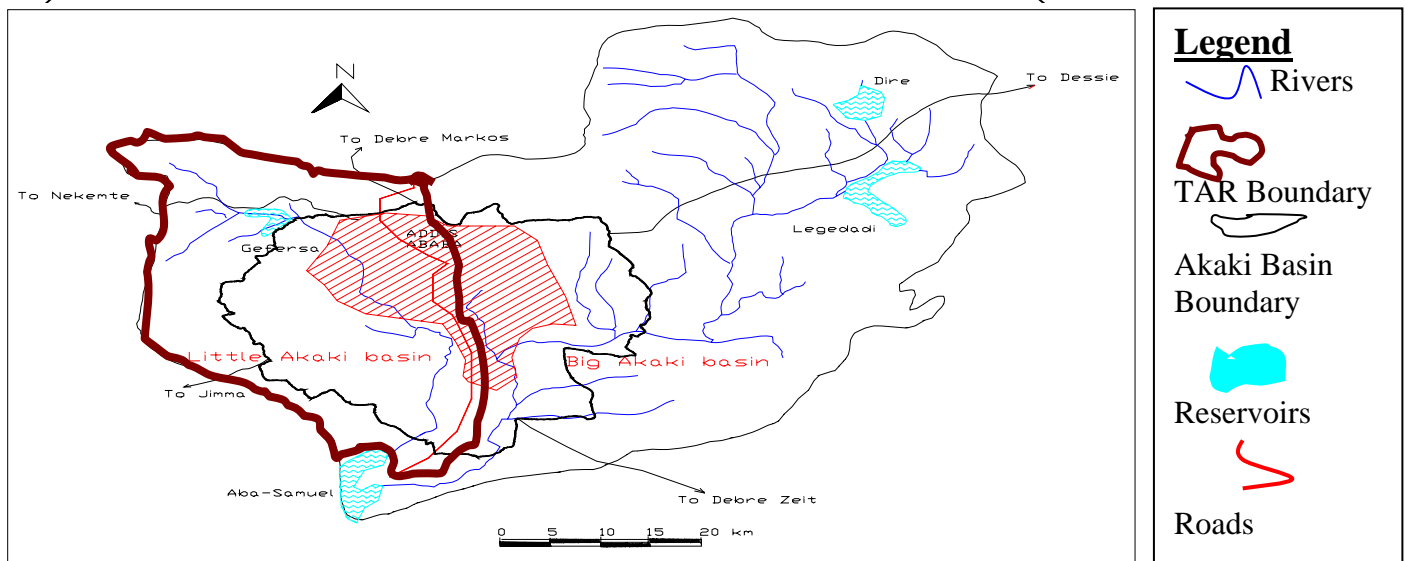 N
Dire
To Dessie
To Debre Markos
To Nekemte
Gefersa
ADDIS
ABABA
Legedadi
Little Akaki basin
Big Akaki basin
To Jimma
Aba-Samuel
To Debre Zeit
0 5 10 15 20 km
Legend
Rivers
TAR Boundary
Akaki Basin
Boundary
Reservoirs
Roads